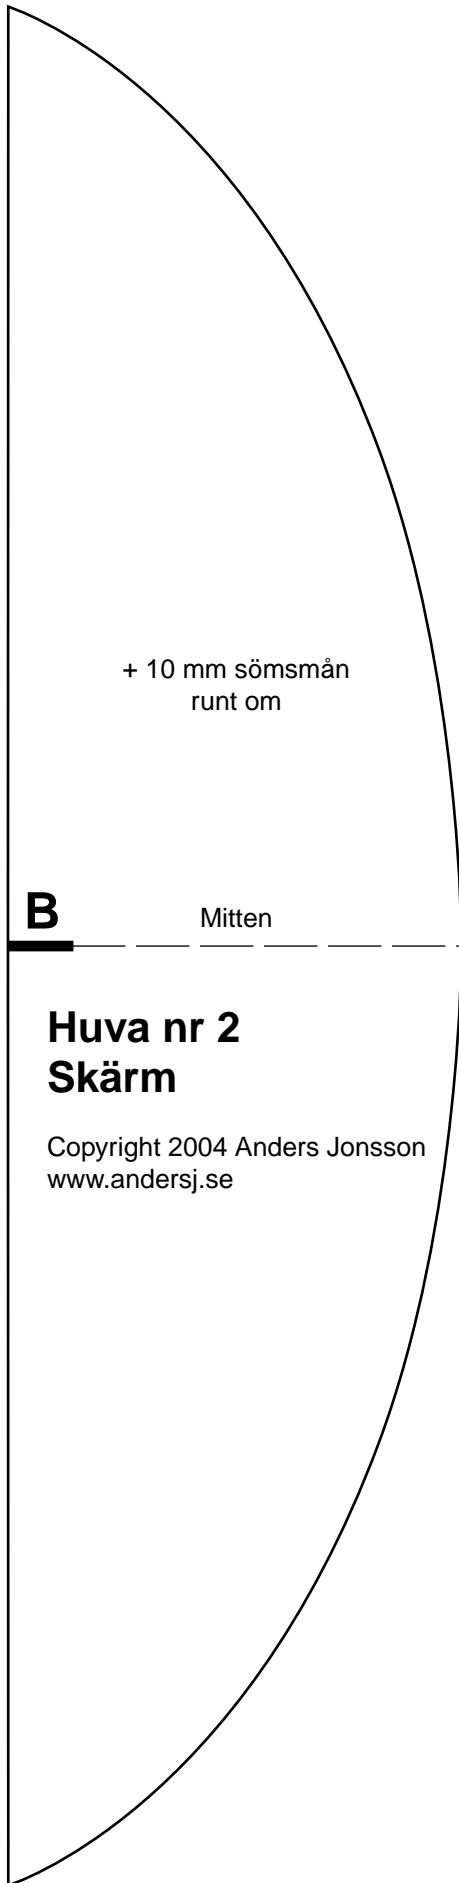 + 10 mm sömsmån
runt om
B
Mitten
Huva nr 2
Skärm
Copyright 2004 Anders Jonsson
www.andersj.se